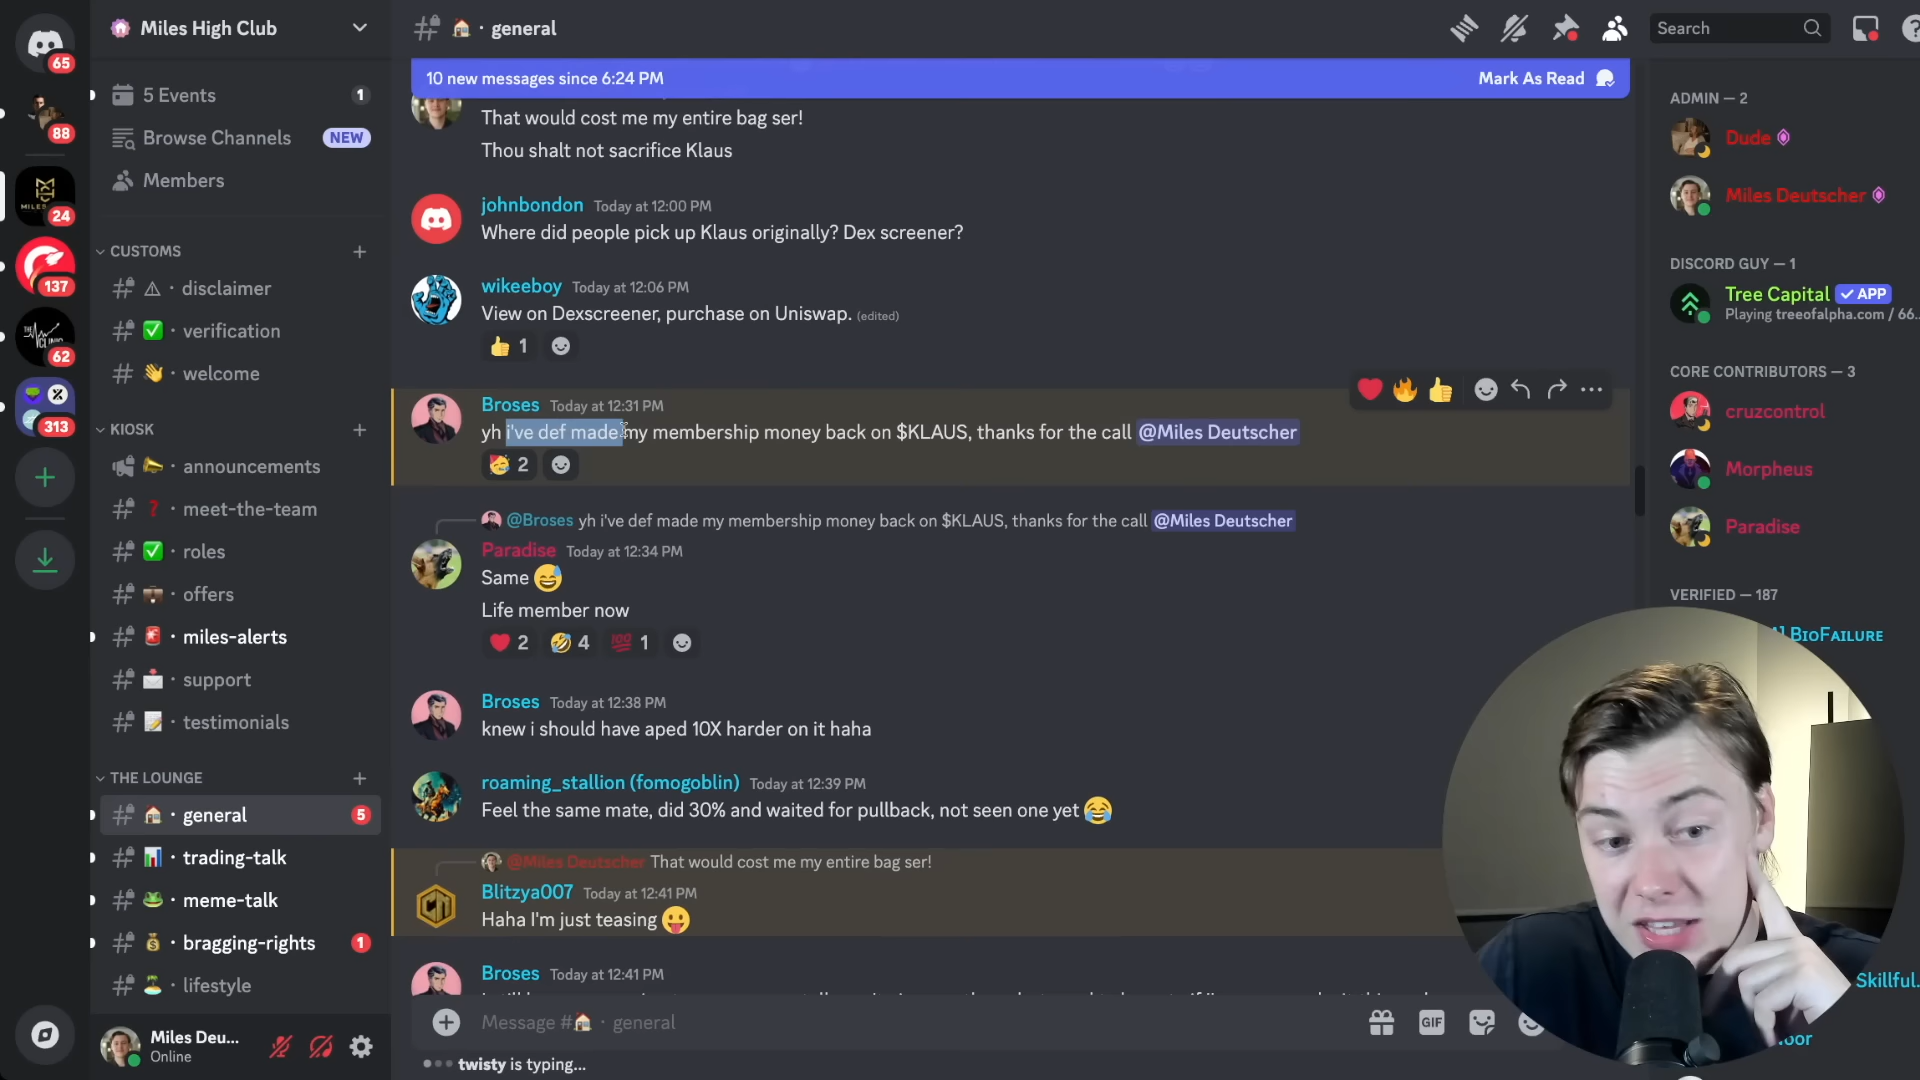 65
88
24
137
62
313
Miles High Club
5 Events
1
Browse Channels
NEW
Members
CUSTOMS
disclaimer
verification
welcome
KIOSK
announcements
meet-the-team
roles
offers
miles-alerts
support
testimonials
THE LOUNGE
general
5
trading-talk
meme-talk
bragging-rights
1
lifestyle
Miles Deu...
Online
general
Search
10 new messages since 6:24 PM
Mark As Read
That would cost me my entire bag ser!
Thou shalt not sacrifice Klaus
johnbondon Today at 12:00 PM
Where did people pick up Klaus originally? Dex screener?
wikeeboy Today at 12:06 PM
View on Dexscreener, purchase on Uniswap. (edited)
1
Broses Today at 12:31 PM
yh i've def made my membership money back on $KLAUS, thanks for the call @Miles Deutscher
2
@Broses yh i've def made my membership money back on $KLAUS, thanks for the call @Miles Deutscher
Paradise Today at 12:34 PM
Same
Life member now
2 4 100 1
Broses Today at 12:38 PM
knew i should have aped 10X harder on it haha
roaming_stallion (fomogoblin) Today at 12:39 PM
Feel the same mate, did 30% and waited for pullback, not seen one yet
@Miles Deutscher That would cost me my entire bag ser!
Blitzya007 Today at 12:41 PM
Haha I'm just teasing
Broses Today at 12:41 PM
Message # general
GIF
twisty is typing...
ADMIN — 2
Dude
Miles Deutscher
DISCORD GUY — 1
Tree Capital APP
Playing treeofalpha.com / 66...
CORE CONTRIBUTORS — 3
cruzcontrol
Morpheus
Paradise
VERIFIED — 187
BIOFAILURE
Skillful.